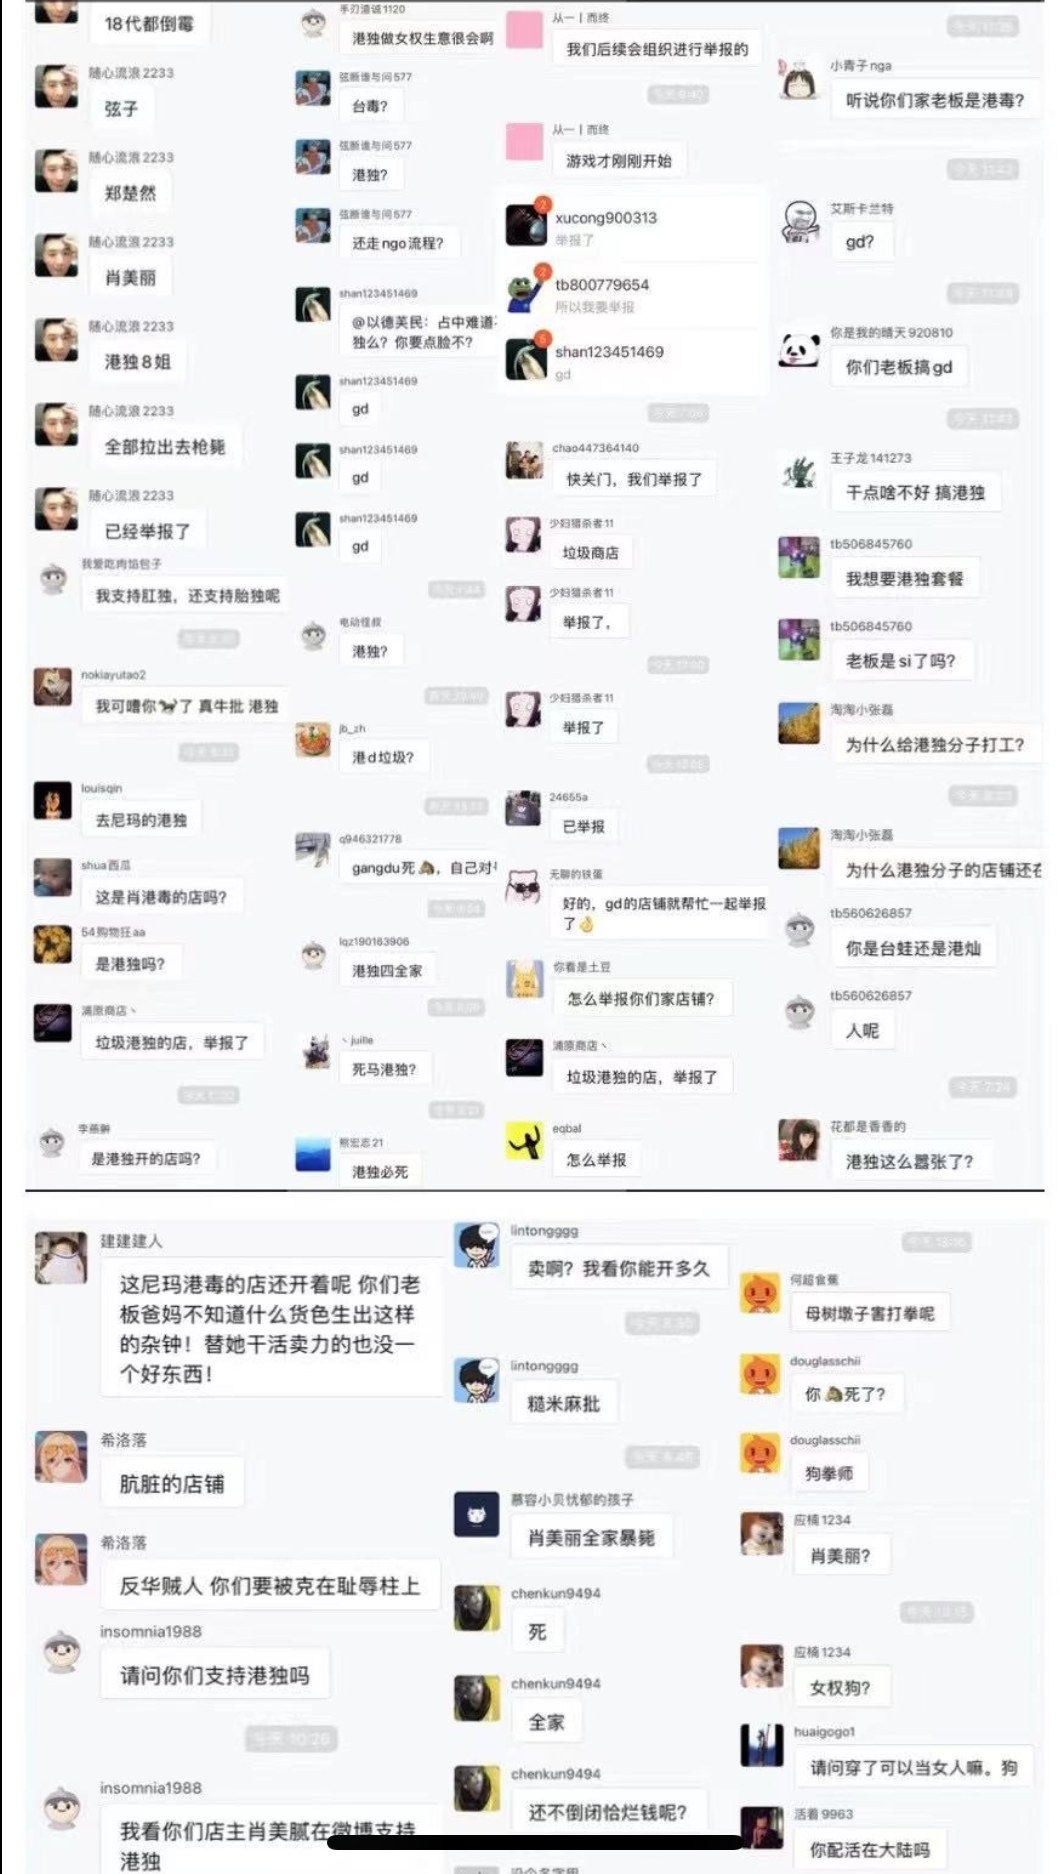 18代都倒霉
随心流浪2233
弦子
随心流浪2233
郑楚然
随心流浪2233
肖美丽
随心流浪2233
港独8姐
随心流浪2233
全部拉出去枪毙
随心流浪2233
已经举报了
我爱吃肉馅包子
我支持肛独，还支持胎独呢
nokiayutao2
我可嘈你🐎了 真牛批 港独
louisqin
去尼玛的港独
shua西瓜
这是肖港毒的店吗?
54购物狂aa
是港独吗?
浦原商店丶
垃圾港独的店，举报了
是港独开的店吗?
手刃渣诚1120
港独做女权生意很会啊
弦断谁与问577
台毒?
弦断谁与问577
港独?
弦断谁与问577
还走ngo流程?
shan123451469
@以德芙民：占中难道
独么？你要点脸不?
shan123451469
gd
shan123451469
gd
shan123451469
gd
电动怪叔
港独?
jb_zh
港d垃圾?
q946321778
gangdu死🐴，自己对
lqz190163906
港独四全家
丶juille
死马港独?
熊宏志21
港独必死
从一丨而终
我们后续会组织进行举报的
今天 6:40
从一丨而终
游戏才刚刚开始
2
xucong900313
举报了
2
tb800779654
所以我要举报
5
shan123451469
gd
今天 7:06
chao447364140
快关门，我们举报了
少妇猎杀者11
垃圾商店
少妇猎杀者11
举报了，
少妇猎杀者11
举报了
24655a
已举报
无聊的铁蛋
好的，gd的店铺就帮忙一起举报
了👌
你看是土豆
怎么举报你们家店铺?
浦原商店丶
垃圾港独的店，举报了
eqbal
怎么举报
小青子nga
听说你们家老板是港毒?
艾斯卡兰特
gd?
你是我的晴天920810
你们老板搞gd
王子龙141273
干点啥不好 搞港独
tb506845760
我想要港独套餐
tb506845760
老板是si了吗?
淘淘小张磊
为什么给港独分子打工?
淘淘小张磊
为什么港独分子的店铺还在
tb560626857
你是台蛙还是港灿
tb560626857
人呢
今天 7:24
花都是香香的
港独这么嚣张了?
建建建人
这尼玛港毒的店还开着呢 你们老
板爸妈不知道什么货色生出这样
的杂钟！替她干活卖力的也没一
个好东西！
希洛落
肮脏的店铺
希洛落
反华贼人 你们要被克在耻辱柱上
insomnia1988
请问你们支持港独吗
今天 10:26
insomnia1988
我看你们店主肖美腻在微博支持
港独
lintongggg
卖啊？我看你能开多久
lintongggg
糙米麻批
慕容小贝忧郁的孩子
肖美丽全家暴毙
chenkun9494
死
chenkun9494
全家
chenkun9494
还不倒闭恰烂钱呢?
何超食蕉
母树墩子害打拳呢
douglasschii
你🐴死了?
douglasschii
狗拳师
应楠1234
肖美丽?
应楠1234
女权狗?
huaigogo1
请问穿了可以当女人嘛。狗
活着9963
你配活在大陆吗